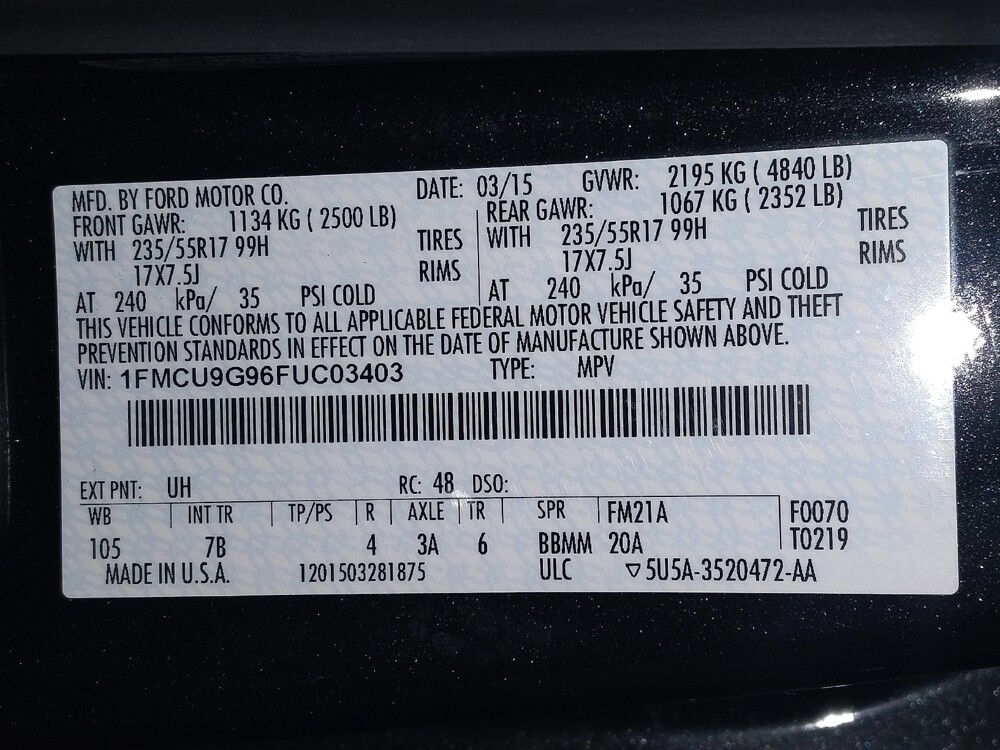 MFD. BY FORD MOTOR CO. DATE: 03/15 GVWR: 2195 KG ( 4840 LB)
FRONT GAWR: 1134 KG ( 2500 LB) REAR GAWR: 1067 KG ( 2352 LB)
WITH 235/55R17 99H TIRES WITH 235/55R17 99H TIRES
17X7.5J RIMS 17X7.5J RIMS
AT 240 kPa/ 35 PSI COLD AT 240 kPa/ 35 PSI COLD
THIS VEHICLE CONFORMS TO ALL APPLICABLE FEDERAL MOTOR VEHICLE SAFETY AND THEFT
PREVENTION STANDARDS IN EFFECT ON THE DATE OF MANUFACTURE SHOWN ABOVE.
VIN: 1FMCU9G96FUC03403 TYPE: MPV
EXT PNT: UH RC: 48 DSO:
WB INT TR TP/PS R AXLE TR SPR FM21A F0070
105 7B 4 3A 6 BBMM 20A T0219
MADE IN U.S.A. 1201503281875 ULC ▽5U5A-3520472-AA